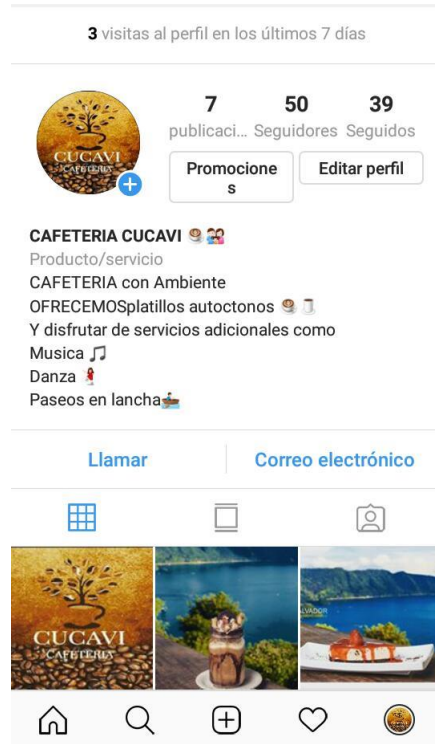 3 visitas al perfil en los últimos 7 días
7 50 39
publicaci... Seguidores Seguidos
Promociones
Editar perfil
CUCAVI
CAFETERIA
CAFETERIA CUCAVI
Producto/servicio
CAFETERIA con Ambiente
OFRECEMOSplatillos autoctonos
Y disfrutar de servicios adicionales como
Musica
Danza
Paseos en lancha
Llamar Correo electrónico
CUCAVI
CAFETERIA
LVADOR